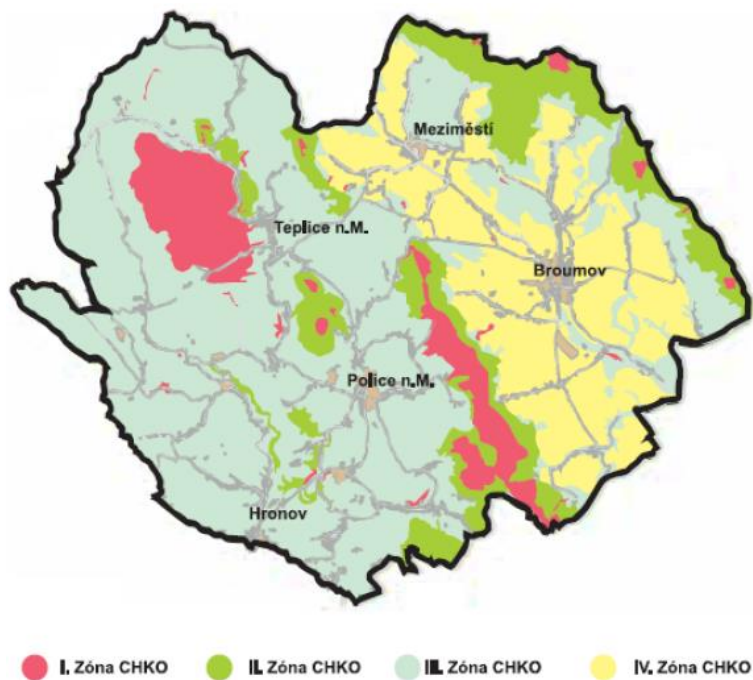 Meziměstí
Teplice n.M.
Broumov
Police n.M.
Hronov
I. Zóna CHKO II. Zóna CHKO III. Zóna CHKO IV. Zóna CHKO